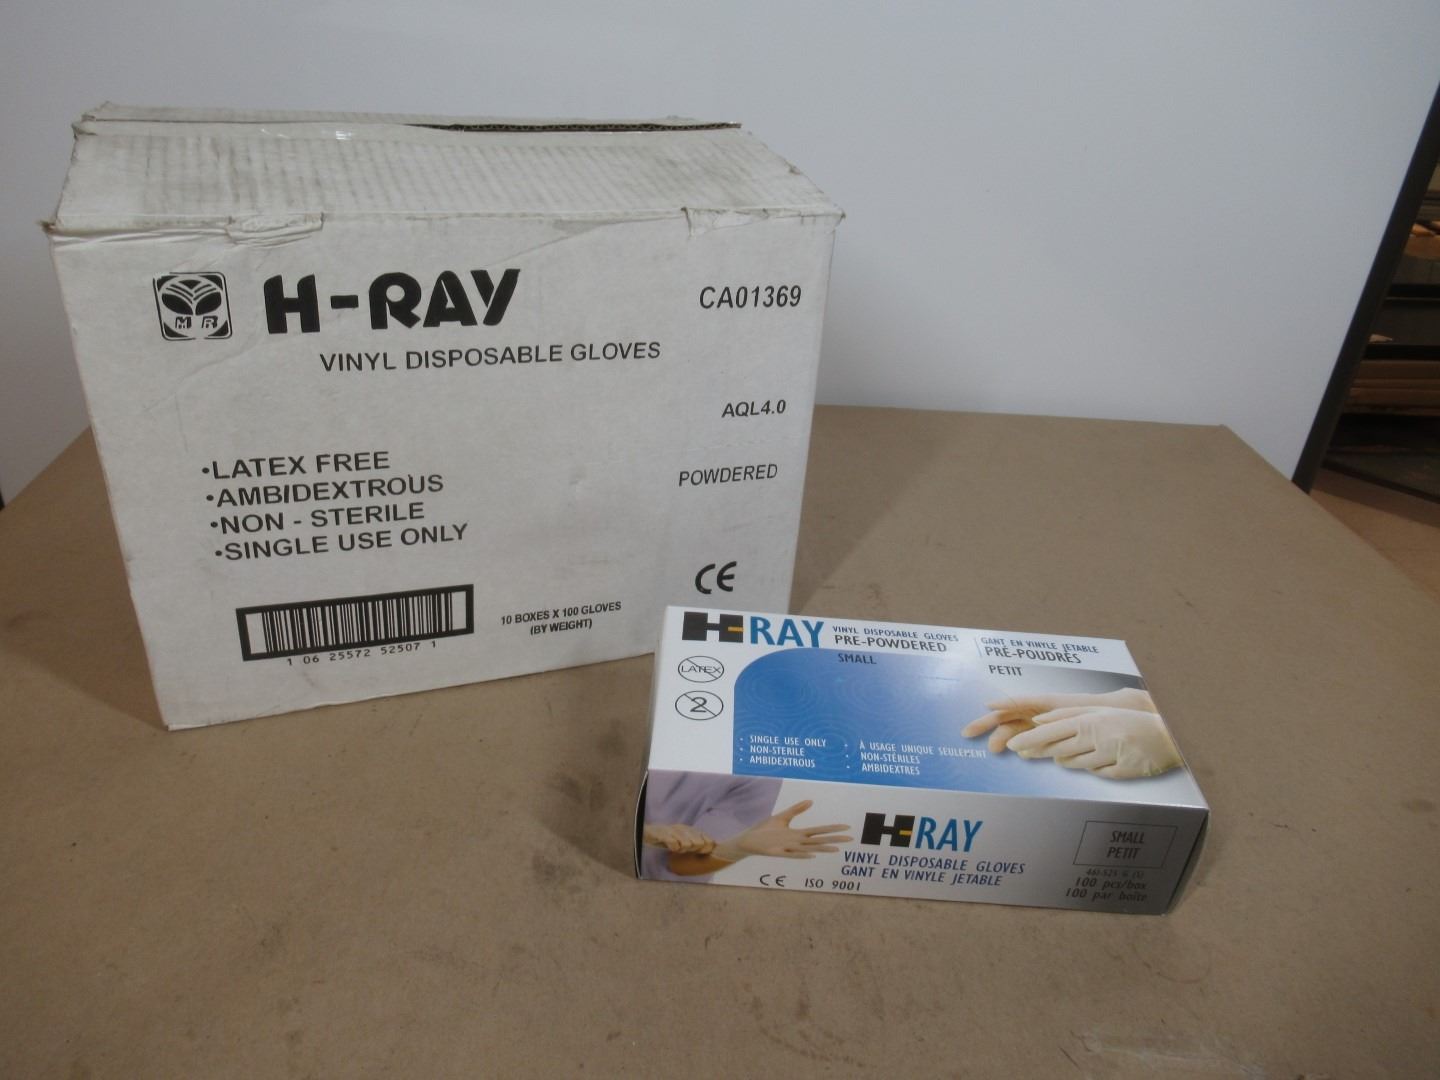 M R
H-RAY
CA01369
VINYL DISPOSABLE GLOVES
AQL4.0
•LATEX FREE
•AMBIDEXTROUS
•NON - STERILE
•SINGLE USE ONLY
POWDERED
CE
10 BOXES X 100 GLOVES
(BY WEIGHT)
1 06 25572 52507 1
H-RAY
VINYL DISPOSABLE GLOVES
PRE-POWDERED
SMALL
GANT EN VINYLE JETABLE
PRÉ-POUDRÉS
PETIT
LATEX
2
• SINGLE USE ONLY
• NON-STERILE
• AMBIDEXTROUS
• À USAGE UNIQUE SEULEMENT
• NON-STÉRILES
• AMBIDEXTRES
H-RAY
VINYL DISPOSABLE GLOVES
GANT EN VINYLE JETABLE
CE ISO 9001
SMALL
PETIT
100 pcs/box
100 par boîte